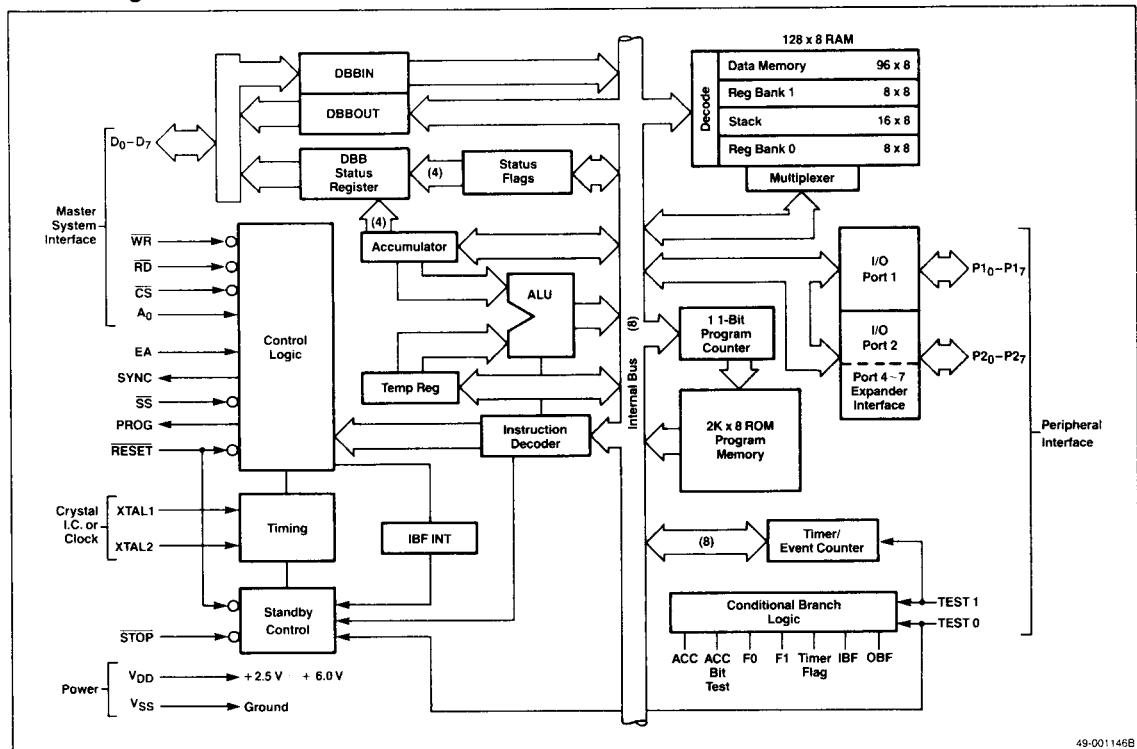 128 x 8 RAM
DBBIN
DBBOUT
DBB
Status
Register
(4)
Status
Flags
Decode
Data Memory 96 x 8
Reg Bank 1 8 x 8
Stack 16 x 8
Reg Bank 0 8 x 8
Multiplexer
D0–D7
Master
System
Interface
WR
RD
CS
A0
EA
SYNC
SS
PROG
RESET
Control
Logic
(4)
Accumulator
ALU
Temp Reg
Instruction
Decoder
Internal Bus
(8)
1 1-Bit
Program
Counter
2K x 8 ROM
Program
Memory
I/O
Port 1
I/O
Port 2
Port 4~7
Expander
Interface
P10–P17
P20–P27
Peripheral
Interface
Crystal
I.C. or
Clock
XTAL1
XTAL2
Timing
IBF INT
Standby
Control
STOP
(8)
Timer/
Event Counter
Conditional Branch
Logic
TEST 1
TEST 0
ACC
ACC
Bit
Test
F0
F1
Timer
Flag
IBF
OBF
Power
VDD
+2.5 V + 6.0 V
VSS
Ground
49-001146B